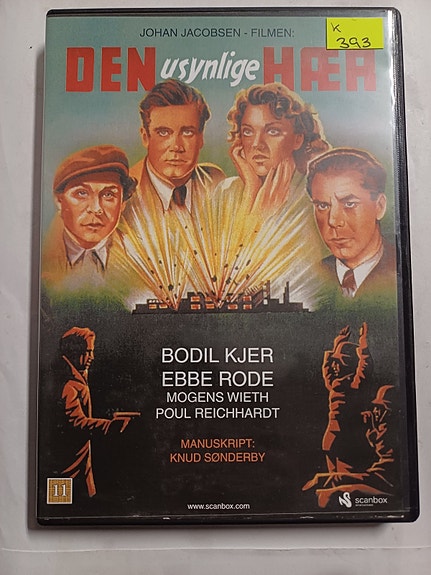 K
393
JOHAN JACOBSEN - FILMEN:
DEN usynlige HÆR
BODIL KJER
EBBE RODE
MOGENS WIETH
POUL REICHHARDT
MANUSKRIPT:
KNUD SØNDERBY
11
www.scanbox.com
scanbox